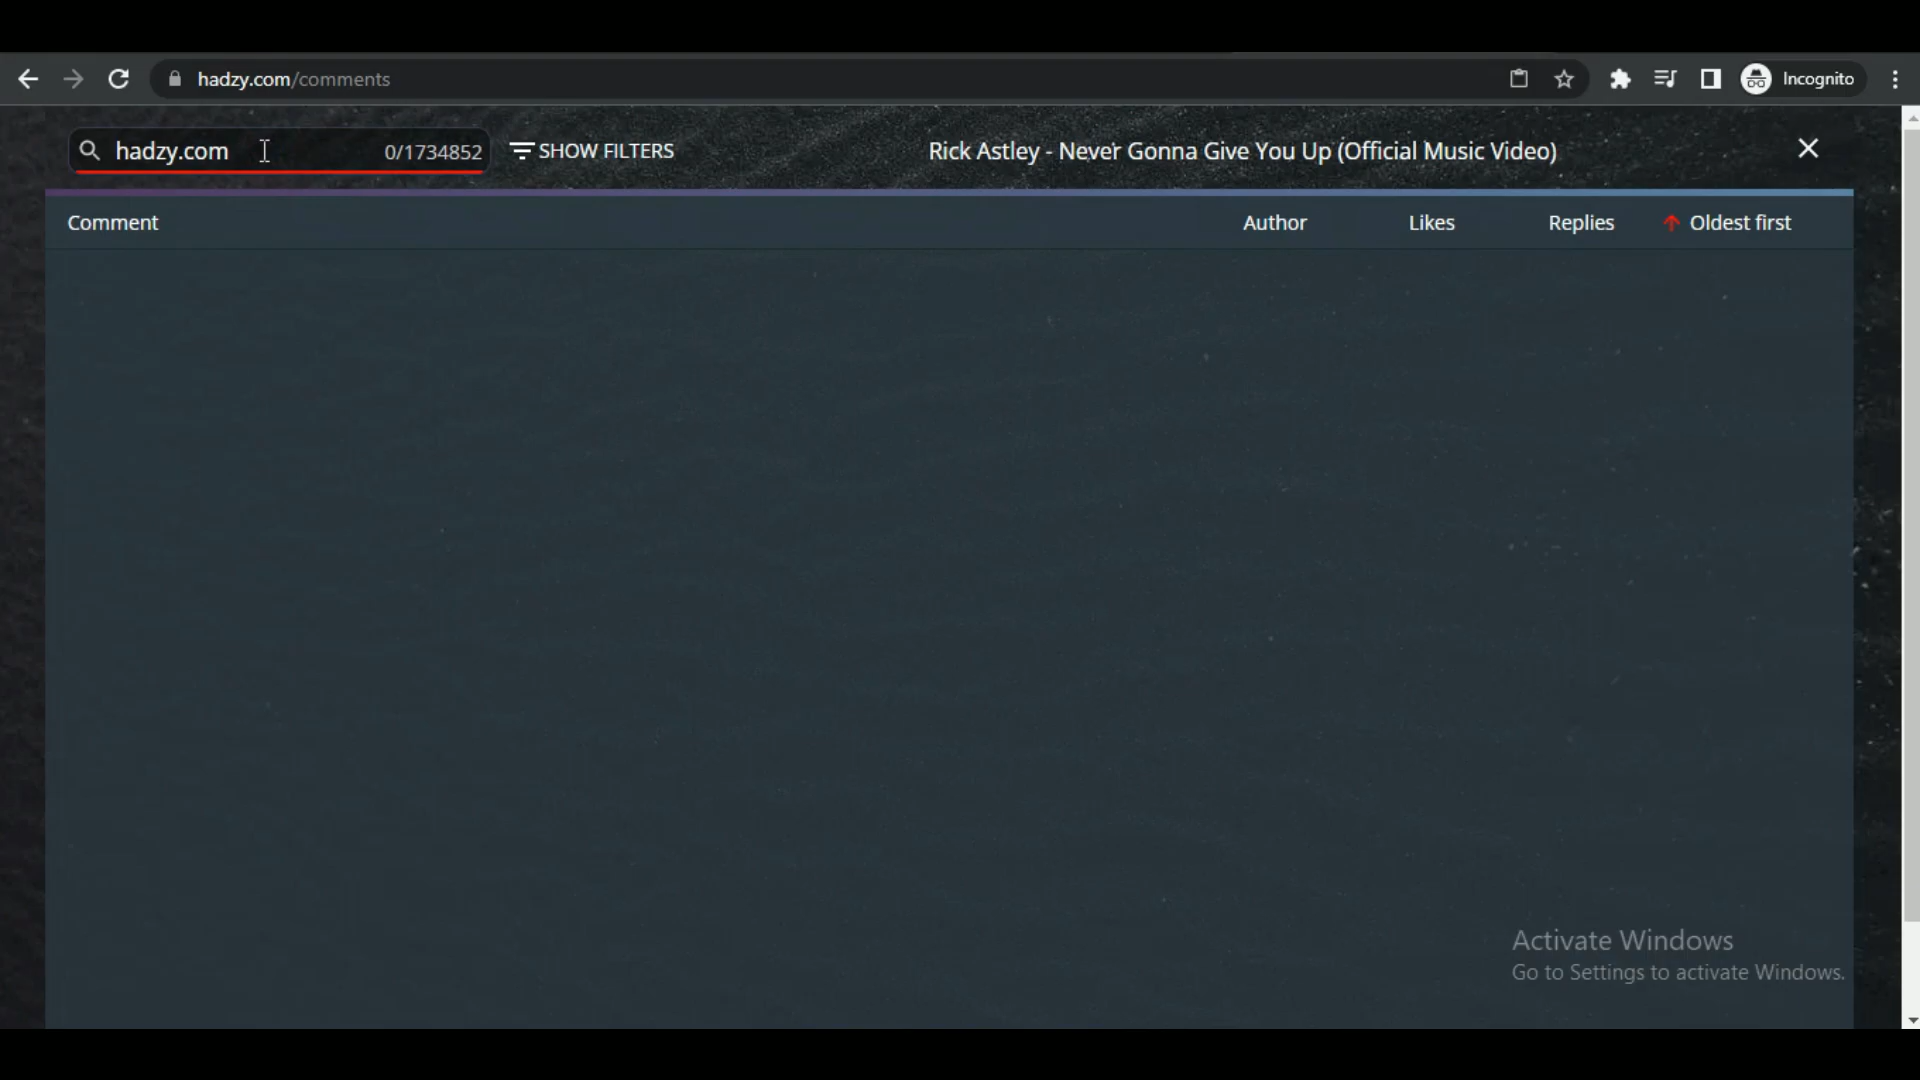 hadzy.com/comments
Incognito
hadzy.com 0/1734852 SHOW FILTERS Rick Astley - Never Gonna Give You Up (Official Music Video)
Comment Author Likes Replies Oldest first
Activate Windows
Go to Settings to activate Windows.